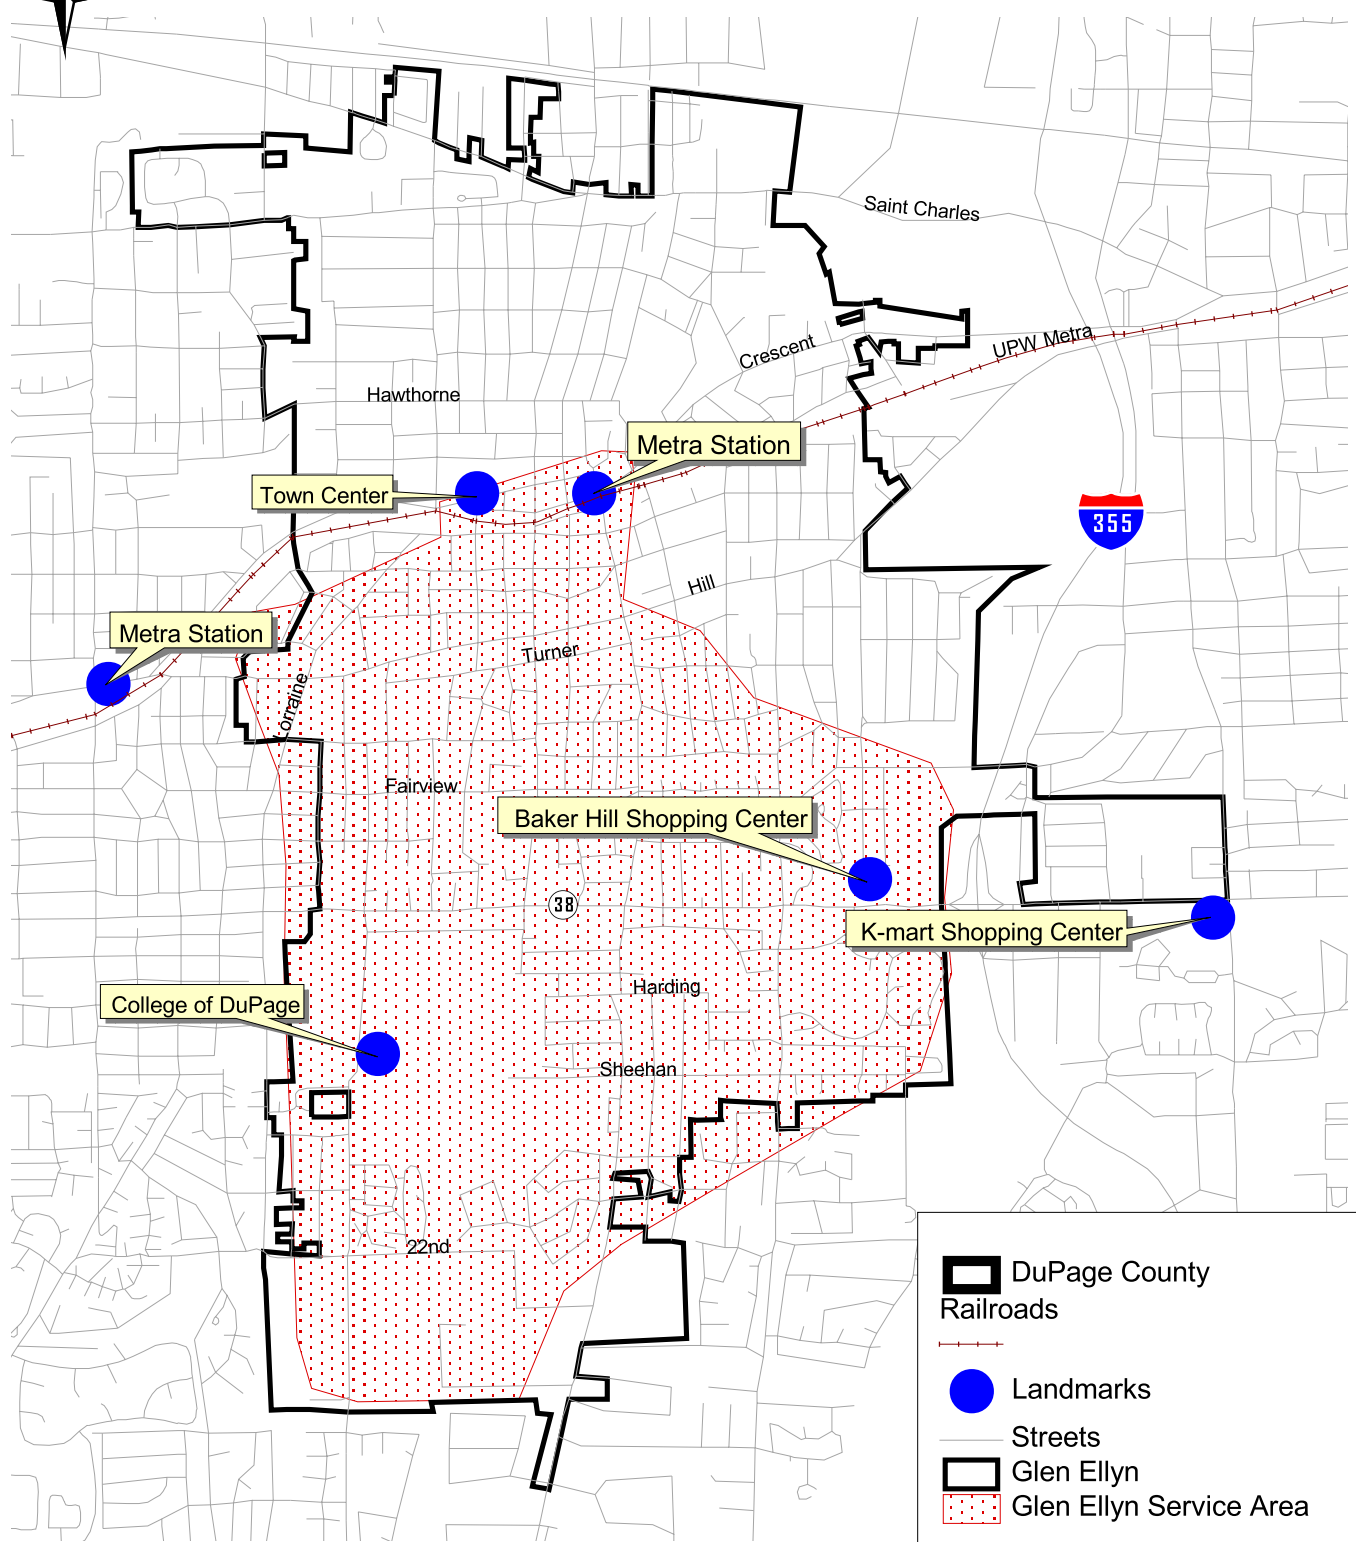 Saint Charles
UPW Metra
Crescent
Hawthorne
Metra Station
Town Center
355
Hill
Metra Station
Turner
Lorraine
Fairview
Baker Hill Shopping Center
38
K-mart Shopping Center
Harding
College of DuPage
Sheehan
22nd
DuPage County
Railroads
Landmarks
Streets
Glen Ellyn
Glen Ellyn Service Area